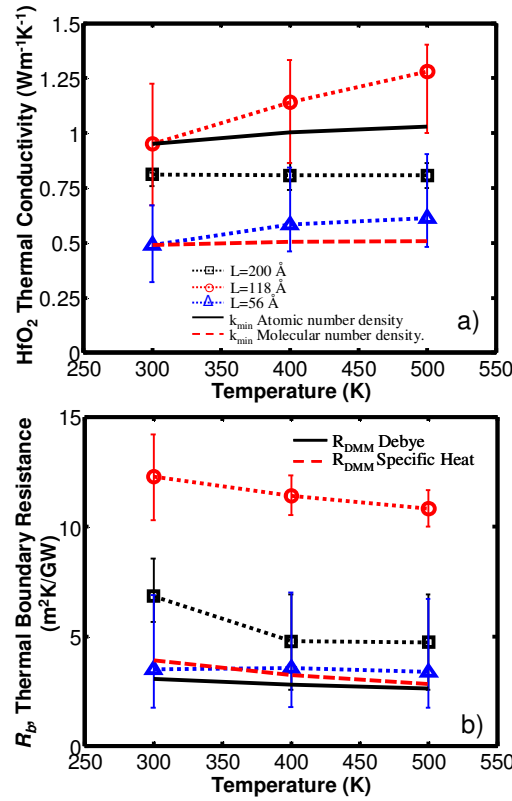 HfO2 Thermal Conductivity (Wm-1K-1)
1.5
1.25
1
0.75
0.5
0.25
0
L=200 Å
L=118 Å
L=56 Å
kmin Atomic number density
kmin Molecular number density.
a)
250 300 350 400 450 500 550
Temperature (K)
Rb, Thermal Boundary Resistance
(m2K/GW)
15
10
5
0
RDMM Debye
RDMM Specific Heat
b)
250 300 350 400 450 500 550
Temperature (K)